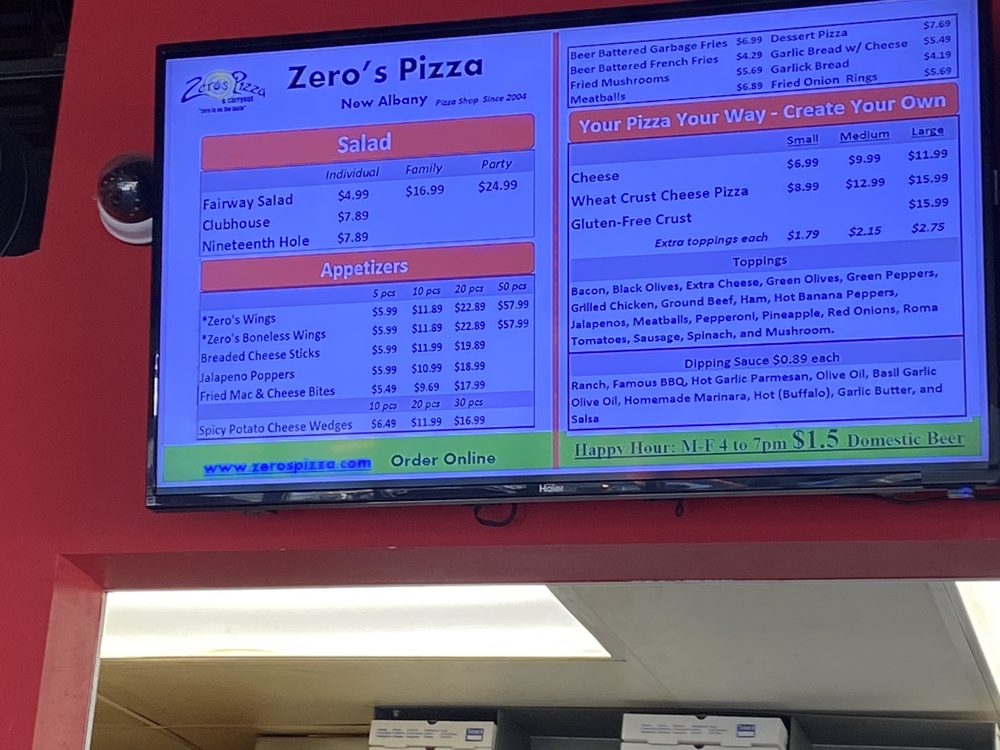 Zero's Pizza
& carryout
"zero is on the taste"
Zero's Pizza
New Albany Pizza Shop Since 2004
Salad
Individual Family Party
Fairway Salad $4.99 $16.99 $24.99
Clubhouse $7.89
Nineteenth Hole $7.89
Appetizers
5 pcs 10 pcs 20 pcs 50 pcs
*Zero's Wings $5.99 $11.89 $22.89 $57.99
*Zero's Boneless Wings $5.99 $11.89 $22.89 $57.99
Breaded Cheese Sticks $5.99 $11.99 $19.89
Jalapeno Poppers $5.99 $10.99 $18.99
Fried Mac & Cheese Bites $5.49 $9.69 $17.99
10 pcs 20 pcs 30 pcs
Spicy Potato Cheese Wedges $6.49 $11.99 $16.99
www.zerospizza.com Order Online
Beer Battered Garbage Fries $6.99 Dessert Pizza $7.69
Beer Battered French Fries $4.29 Garlic Bread w/ Cheese $5.49
Fried Mushrooms $5.69 Garlick Bread $4.19
Meatballs $6.89 Fried Onion Rings $5.69
Your Pizza Your Way - Create Your Own
Small Medium Large
Cheese $6.99 $9.99 $11.99
Wheat Crust Cheese Pizza $8.99 $12.99 $15.99
Gluten-Free Crust $15.99
Extra toppings each $1.79 $2.15 $2.75
Toppings
Bacon, Black Olives, Extra Cheese, Green Olives, Green Peppers,
Grilled Chicken, Ground Beef, Ham, Hot Banana Peppers,
Jalapenos, Meatballs, Pepperoni, Pineapple, Red Onions, Roma
Tomatoes, Sausage, Spinach, and Mushroom.
Dipping Sauce $0.89 each
Ranch, Famous BBQ, Hot Garlic Parmesan, Olive Oil, Basil Garlic
Olive Oil, Homemade Marinara, Hot (Buffalo), Garlic Butter, and
Salsa
Happy Hour: M-F 4 to 7pm $1.5 Domestic Beer
Haier